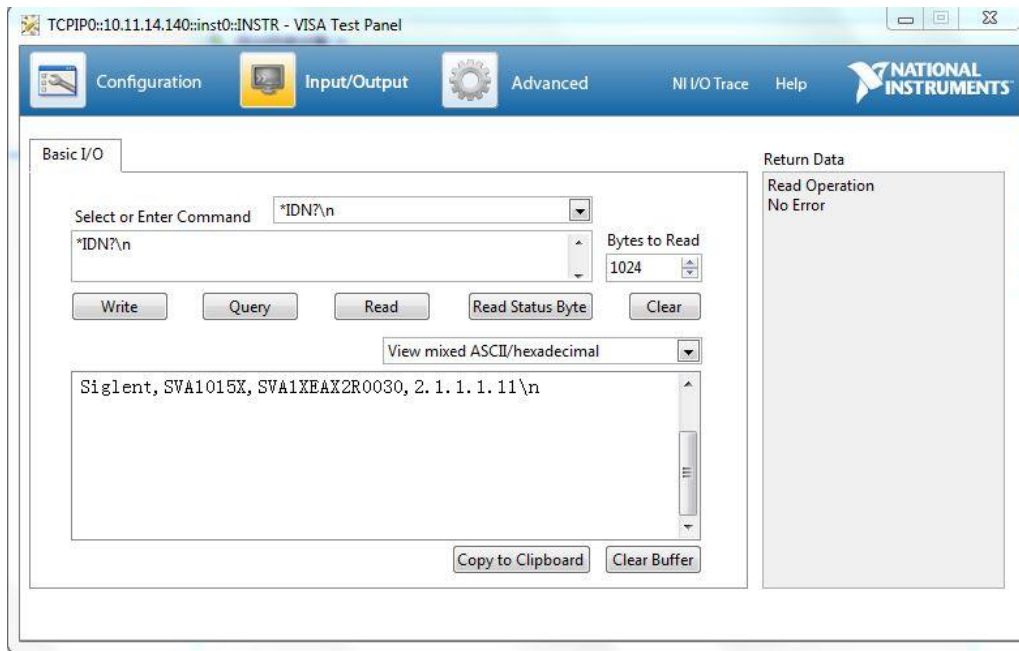 TCPIP0::10.11.14.140::inst0::INSTR - VISA Test Panel
Configuration Input/Output Advanced NI I/O Trace Help NATIONAL INSTRUMENTS
Basic I/O
Select or Enter Command *IDN?\n
*IDN?\n
Bytes to Read
1024
Write Query Read Read Status Byte Clear
View mixed ASCII/hexadecimal
Siglent,SVA1015X,SVA1XEAX2R0030,2.1.1.1.11\n
Copy to Clipboard Clear Buffer
Return Data
Read Operation
No Error